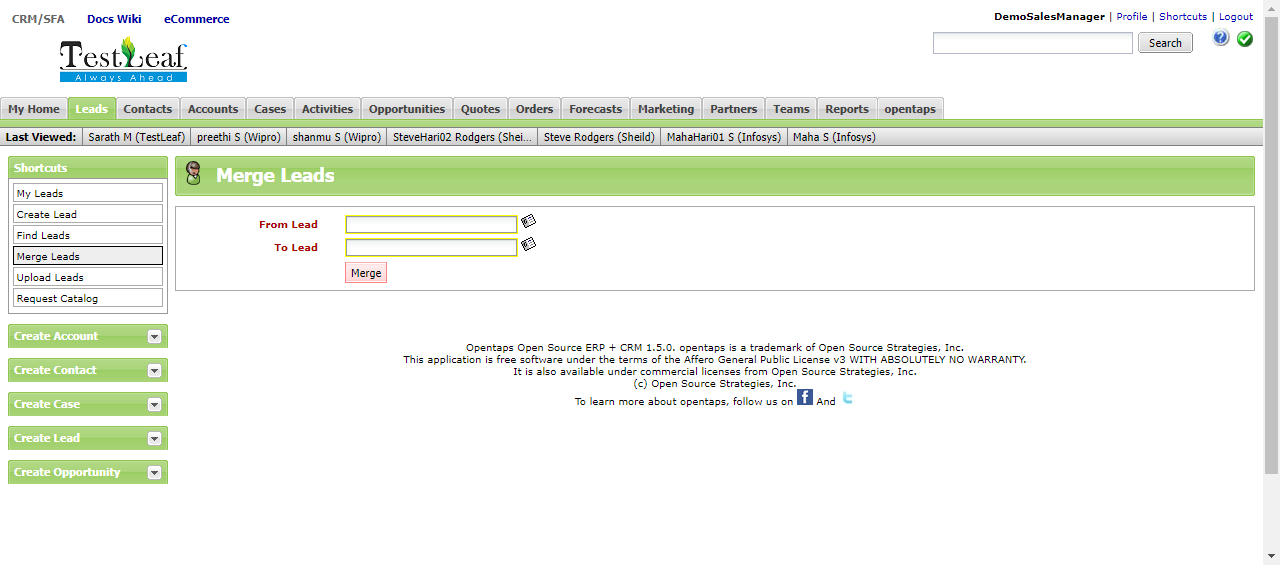 CRM/SFA Docs Wiki eCommerce
DemoSalesManager | Profile | Shortcuts | Logout
Search
TestLeaf
Always Ahead
My Home Leads Contacts Accounts Cases Activities Opportunities Quotes Orders Forecasts Marketing Partners Teams Reports opentaps
Last Viewed: Sarath M (TestLeaf) preethi S (Wipro) shanmu S (Wipro) SteveHari02 Rodgers (Shei... Steve Rodgers (Sheild) MahaHari01 S (Infosys) Maha S (Infosys)
Shortcuts
My Leads
Create Lead
Find Leads
Merge Leads
Upload Leads
Request Catalog
Create Account
Create Contact
Create Case
Create Lead
Create Opportunity
Merge Leads
From Lead
To Lead
Merge
Opentaps Open Source ERP + CRM 1.5.0. opentaps is a trademark of Open Source Strategies, Inc.
This application is free software under the terms of the Affero General Public License v3 WITH ABSOLUTELY NO WARRANTY.
It is also available under commercial licenses from Open Source Strategies, Inc.
(c) Open Source Strategies, Inc.
To learn more about opentaps, follow us on f And t